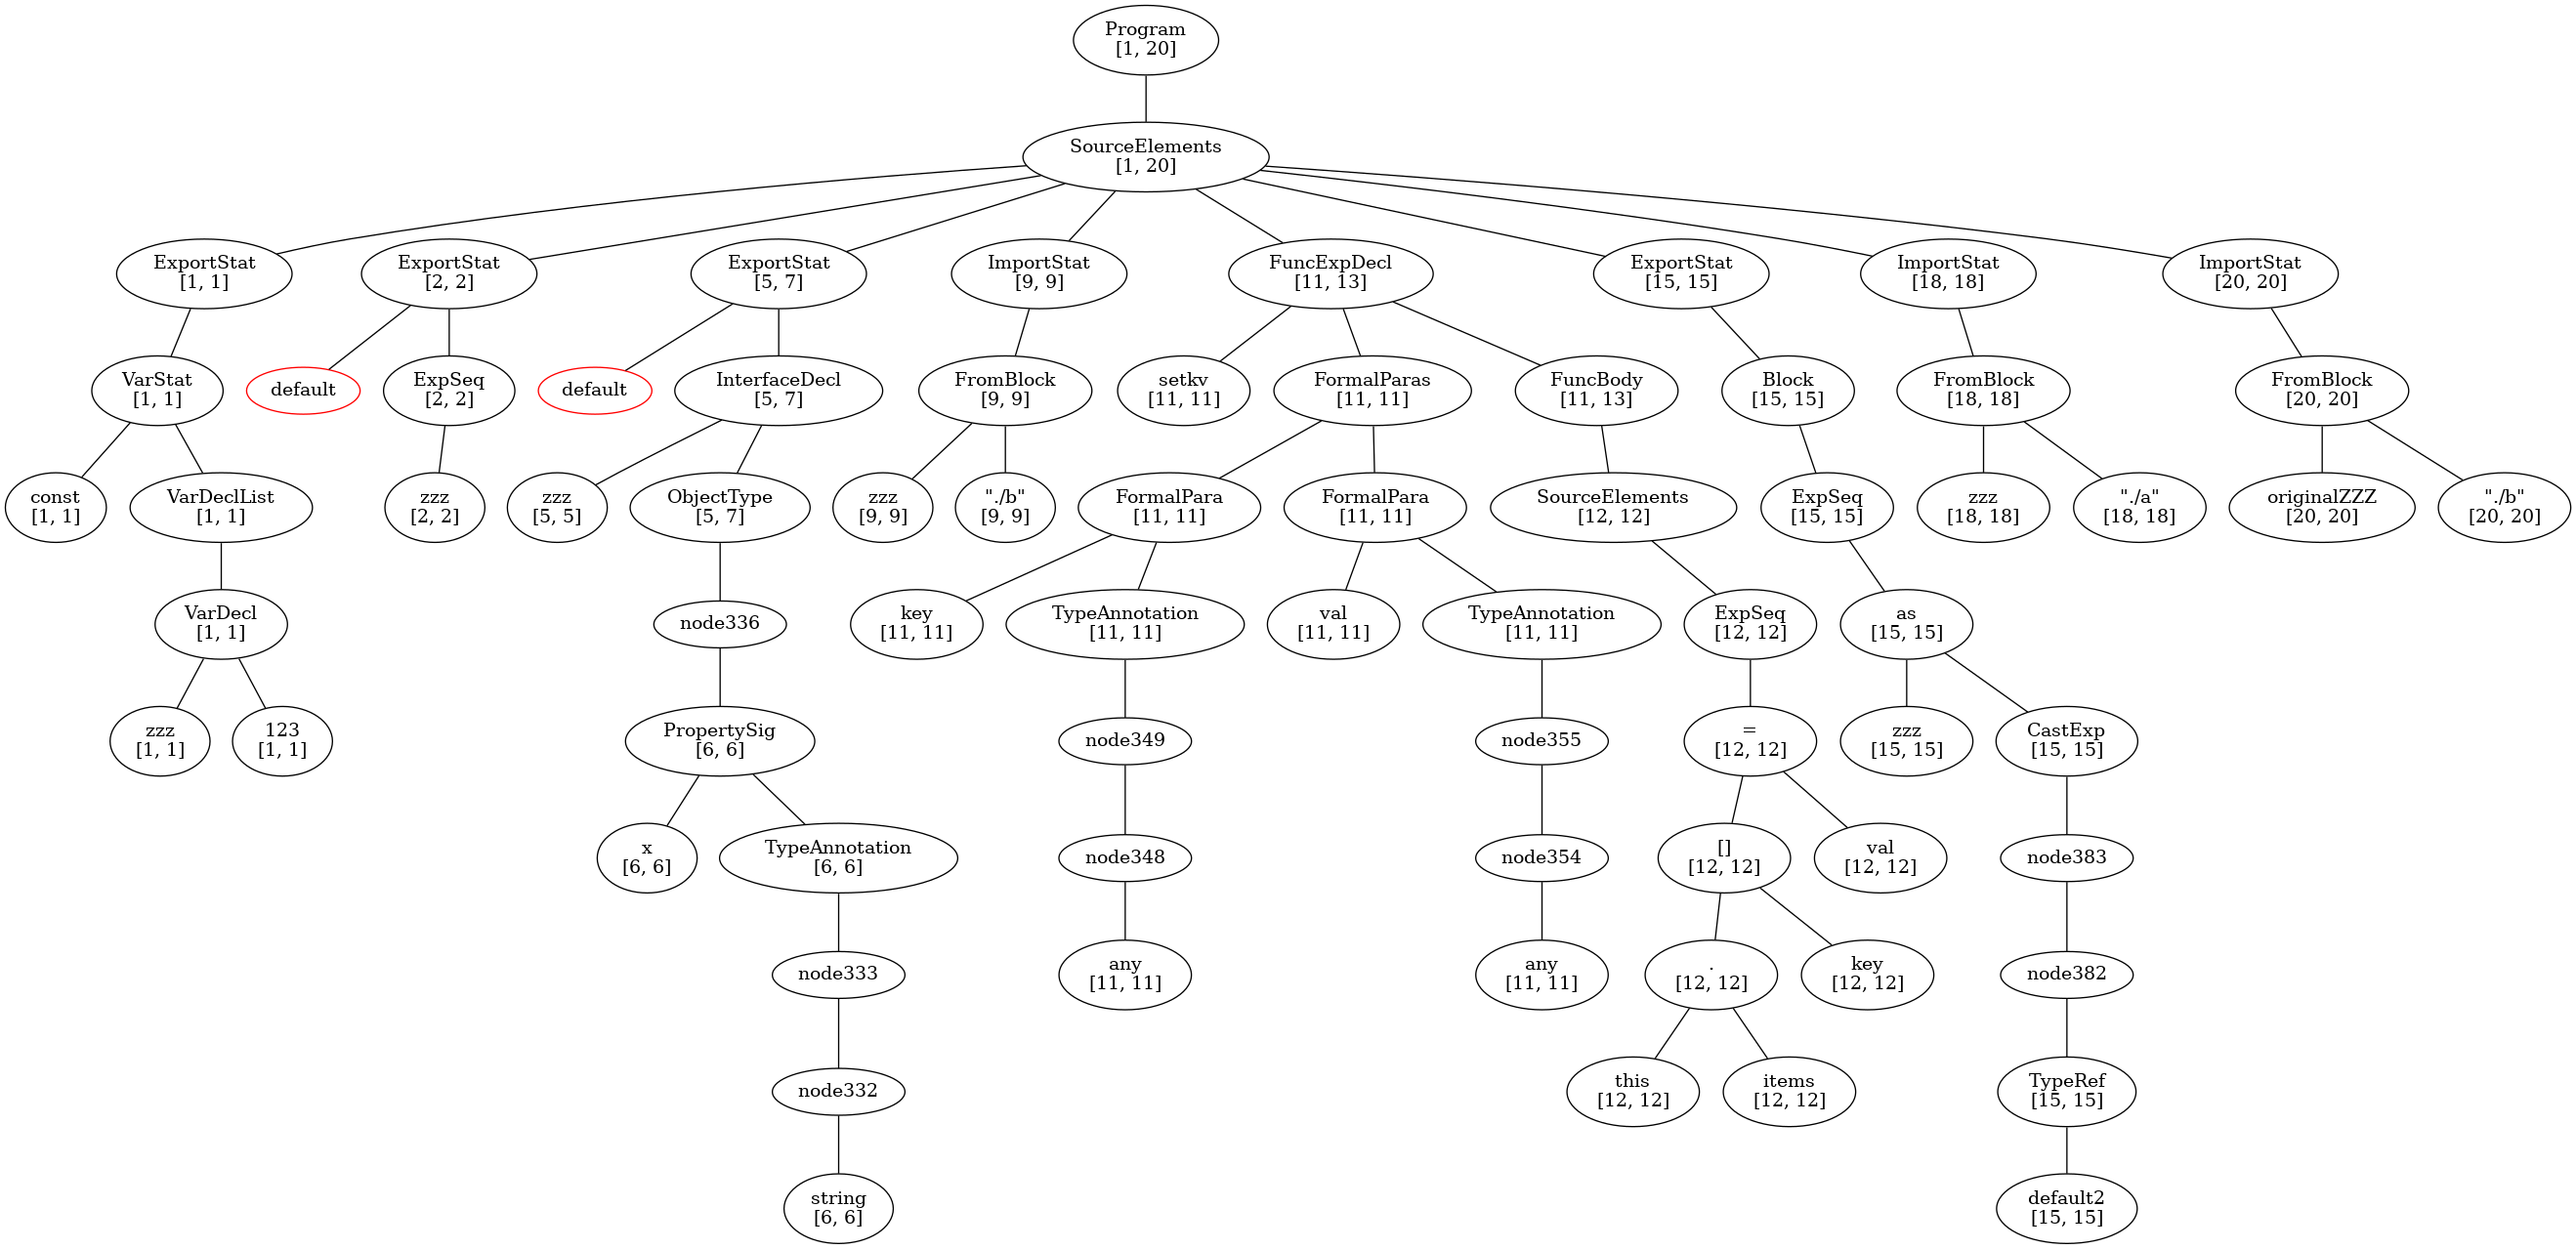 Program
[1, 20]
SourceElements
[1, 20]
ExportStat
[1, 1]
ExportStat
[2, 2]
ExportStat
[5, 7]
ImportStat
[9, 9]
FuncExpDecl
[11, 13]
ExportStat
[15, 15]
ImportStat
[18, 18]
ImportStat
[20, 20]
VarStat
[1, 1]
default
ExpSeq
[2, 2]
default
InterfaceDecl
[5, 7]
FromBlock
[9, 9]
setkv
[11, 11]
FormalParas
[11, 11]
FuncBody
[11, 13]
Block
[15, 15]
FromBlock
[18, 18]
FromBlock
[20, 20]
const
[1, 1]
VarDeclList
[1, 1]
zzz
[2, 2]
zzz
[5, 5]
ObjectType
[5, 7]
zzz
[9, 9]
"./b"
[9, 9]
FormalPara
[11, 11]
FormalPara
[11, 11]
SourceElements
[12, 12]
ExpSeq
[15, 15]
zzz
[18, 18]
"./a"
[18, 18]
originalZZZ
[20, 20]
"./b"
[20, 20]
VarDecl
[1, 1]
node336
key
[11, 11]
TypeAnnotation
[11, 11]
val
[11, 11]
TypeAnnotation
[11, 11]
ExpSeq
[12, 12]
as
[15, 15]
zzz
[1, 1]
123
[1, 1]
PropertySig
[6, 6]
node349
node355
=
[12, 12]
zzz
[15, 15]
CastExp
[15, 15]
x
[6, 6]
TypeAnnotation
[6, 6]
node348
node354
[]
[12, 12]
val
[12, 12]
node383
node333
any
[11, 11]
any
[11, 11]
.
[12, 12]
key
[12, 12]
node382
node332
this
[12, 12]
items
[12, 12]
TypeRef
[15, 15]
string
[6, 6]
default2
[15, 15]